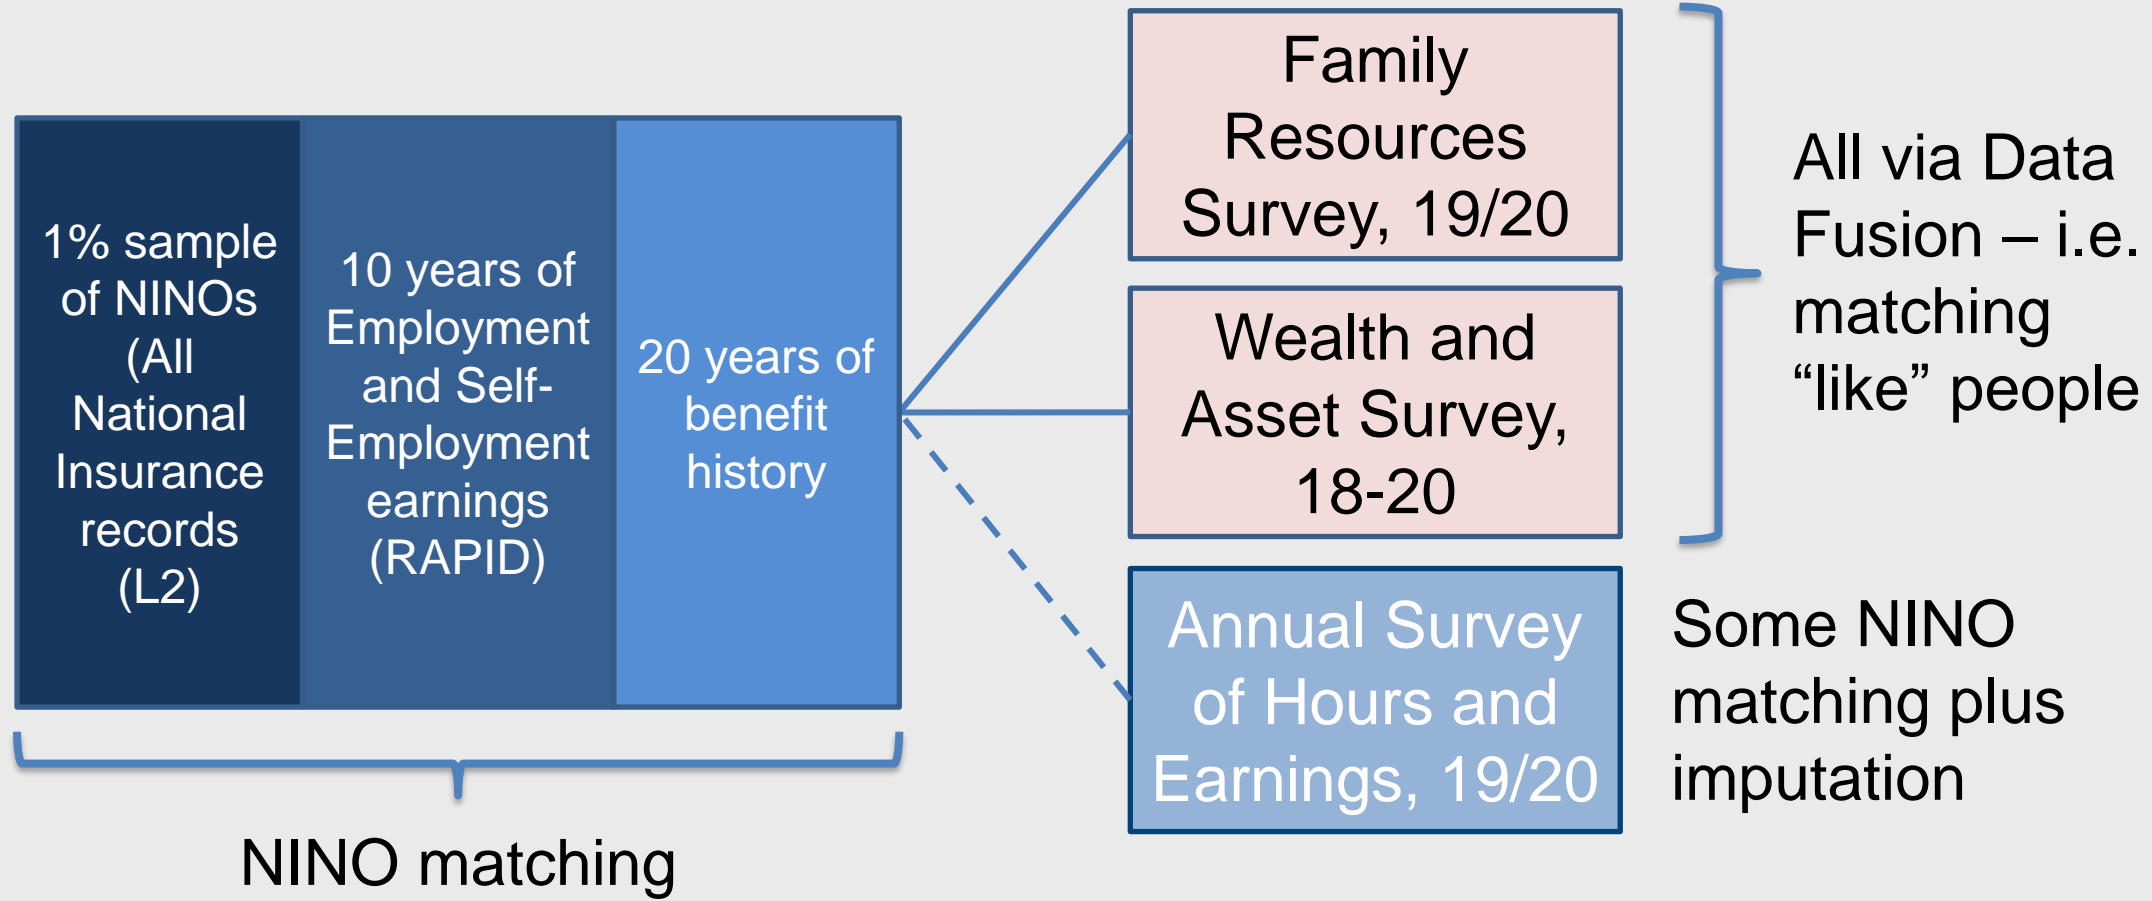 1% sample
of NINOs
(All
National
Insurance
records
(L2)
10 years of
Employment
and Self-
Employment
earnings
(RAPID)
20 years of
benefit
history
NINO matching
Family
Resources
Survey, 19/20
Wealth and
Asset Survey,
18-20
Annual Survey
of Hours and
Earnings, 19/20
All via Data
Fusion – i.e.
matching
“like” people
Some NINO
matching plus
imputation